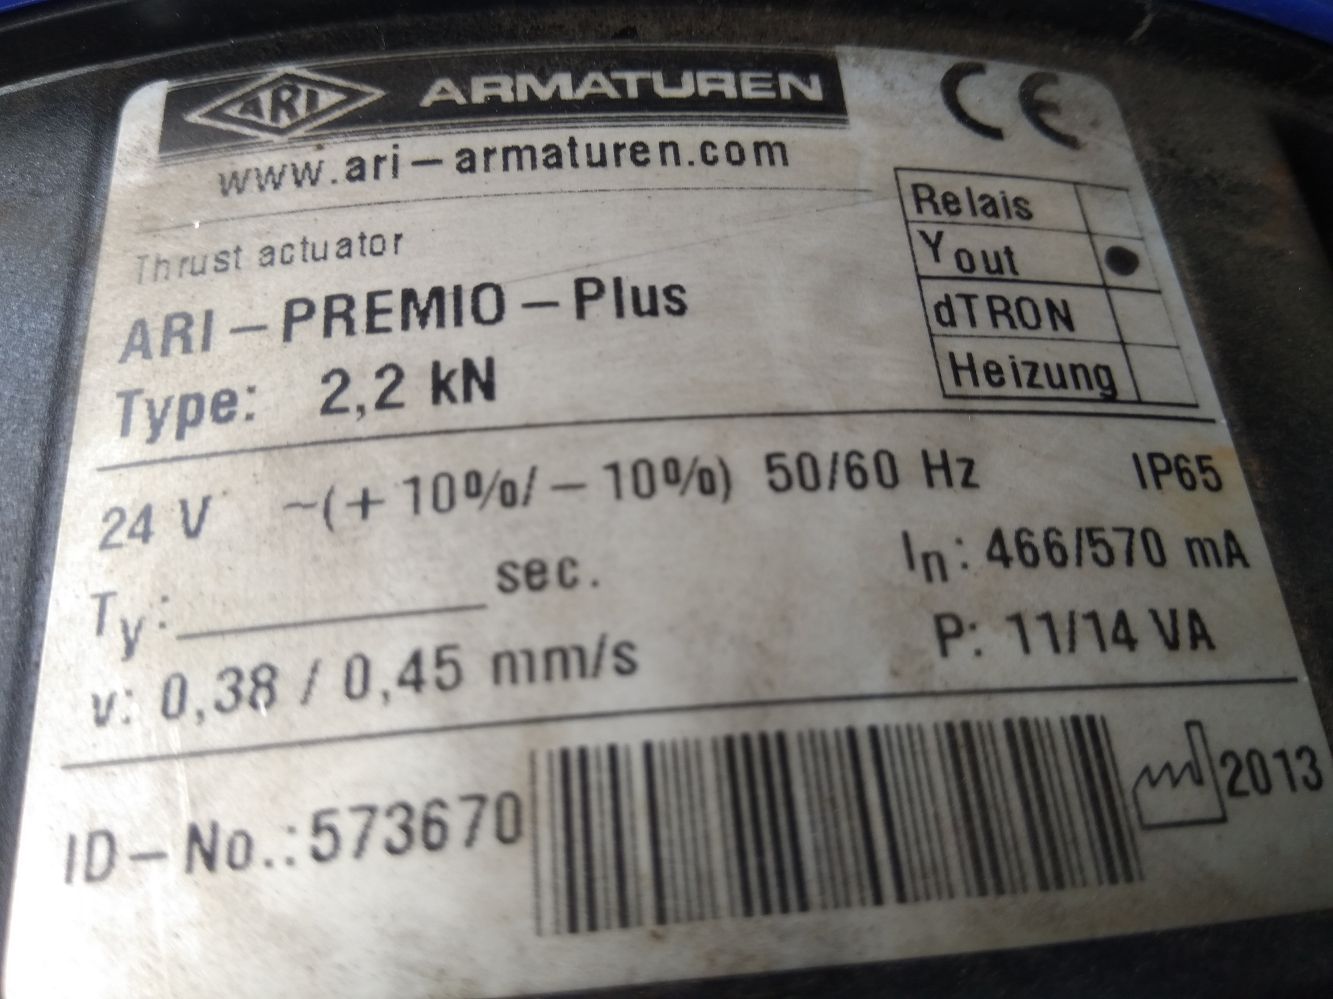 ARI ARMATUREN
CE
www.ari-armaturen.com
Thrust actuator
ARI-PREMIO-Plus
Type: 2,2 kN
Relais
Yout ●
dTRON
Heizung
24 V ~(+10%/-10%) 50/60 Hz IP65
Ty: ______ sec. In: 466/570 mA
v: 0,38 / 0,45 mm/s P: 11/14 VA
ID-No.:573670 2013